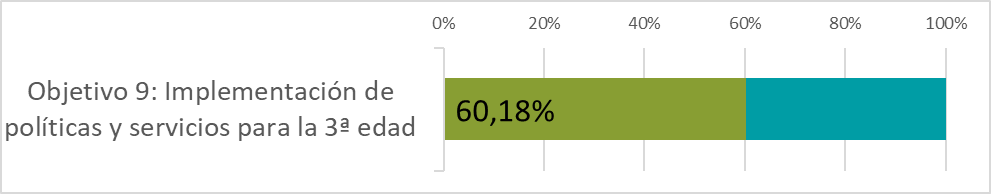 0% 20% 40% 60% 80% 100%
Objetivo 9: Implementación de
políticas y servicios para la 3ª edad
60,18%